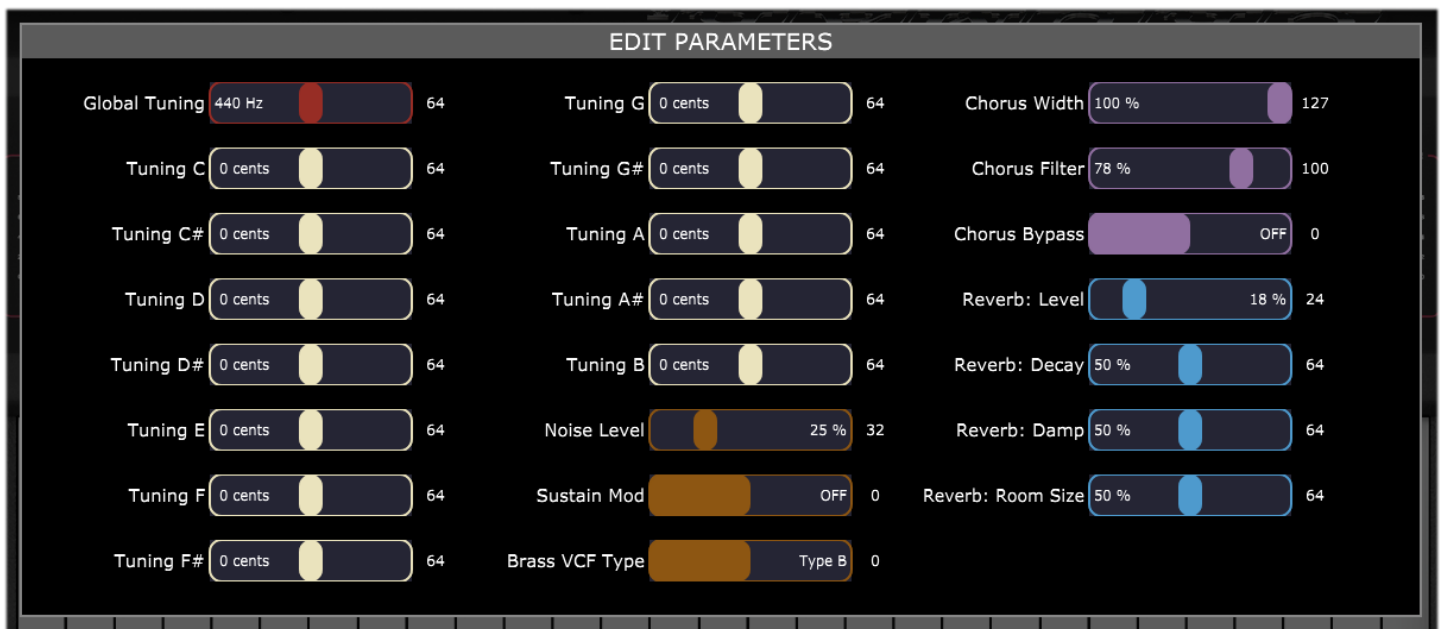 EDIT PARAMETERS
Global Tuning 440 Hz 64
Tuning C 0 cents 64
Tuning C# 0 cents 64
Tuning D 0 cents 64
Tuning D# 0 cents 64
Tuning E 0 cents 64
Tuning F 0 cents 64
Tuning F# 0 cents 64
Tuning G 0 cents 64
Tuning G# 0 cents 64
Tuning A 0 cents 64
Tuning A# 0 cents 64
Tuning B 0 cents 64
Noise Level 25 % 32
Sustain Mod OFF 0
Brass VCF Type Type B 0
Chorus Width 100 % 127
Chorus Filter 78 % 100
Chorus Bypass OFF 0
Reverb: Level 18 % 24
Reverb: Decay 50 % 64
Reverb: Damp 50 % 64
Reverb: Room Size 50 % 64